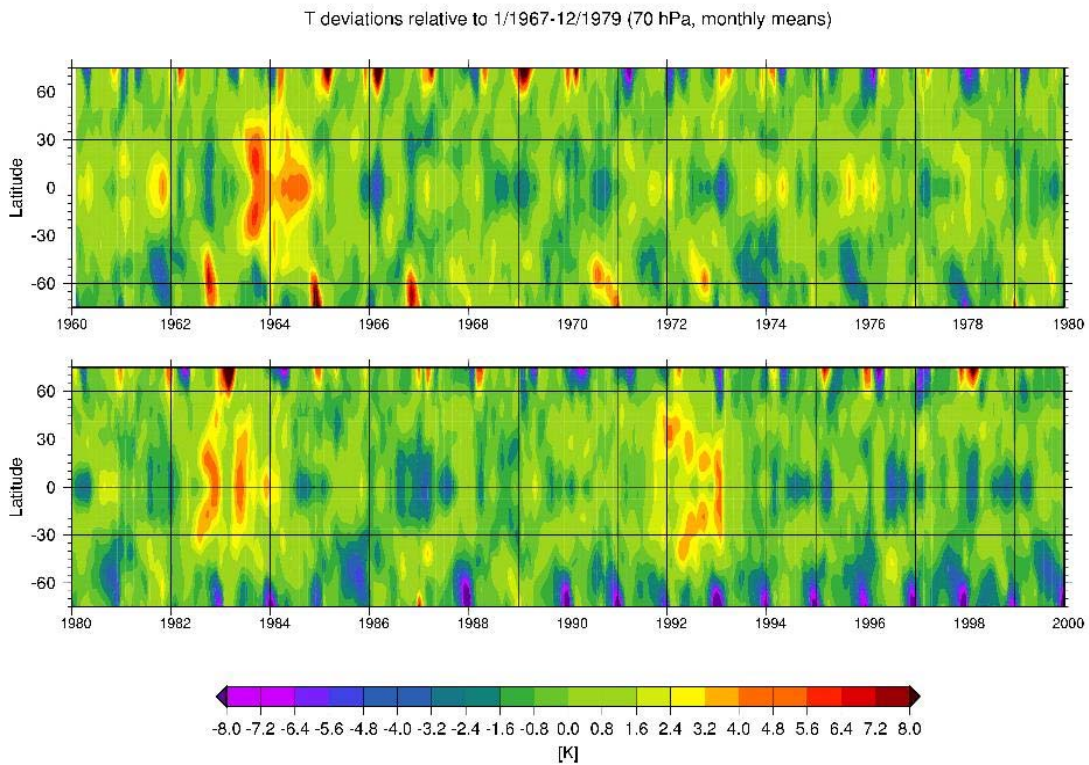 T deviations relative to 1/1967-12/1979 (70 hPa, monthly means)
60
30
0
-30
-60
Latitude
1960 1962 1964 1966 1968 1970 1972 1974 1976 1978 1980
60
30
0
-30
-60
Latitude
1980 1982 1984 1986 1988 1990 1992 1994 1996 1998 2000
-8.0 -7.2 -6.4 -5.6 -4.8 -4.0 -3.2 -2.4 -1.6 -0.8 0.0 0.8 1.6 2.4 3.2 4.0 4.8 5.6 6.4 7.2 8.0
[K]